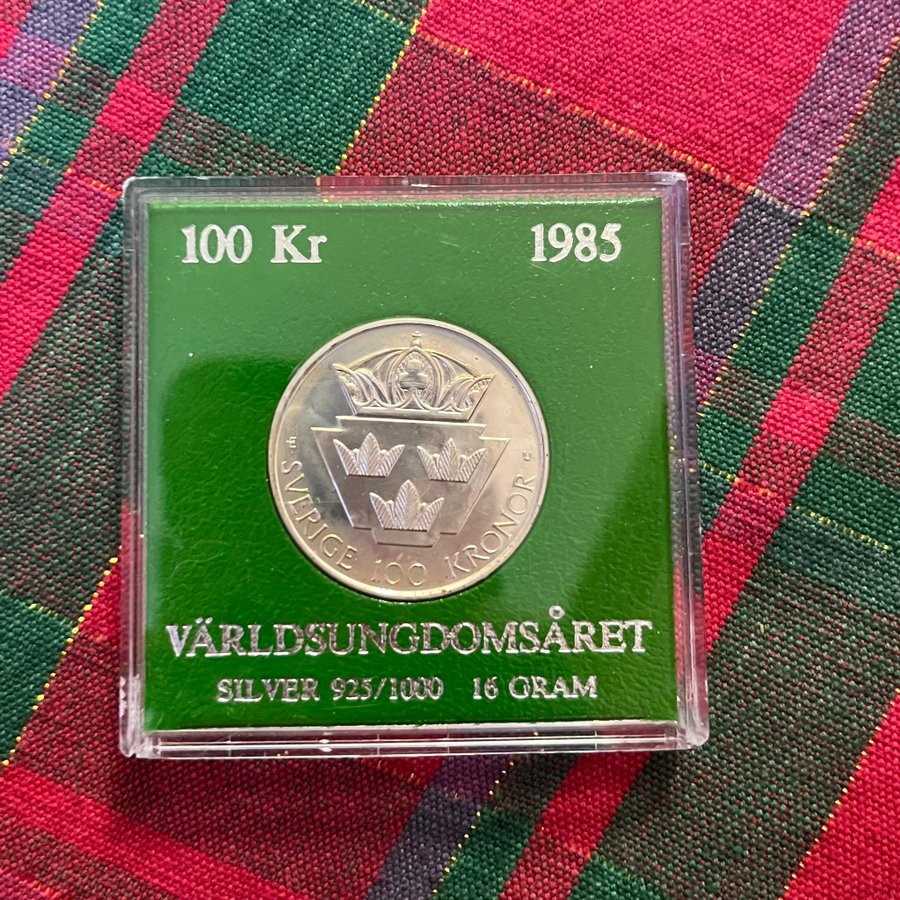 100 Kr 1985
SVERIGE 100 KRONOR
VÄRLDSUNGDOMSÅRET
SILVER 925/1000 16 GRAM